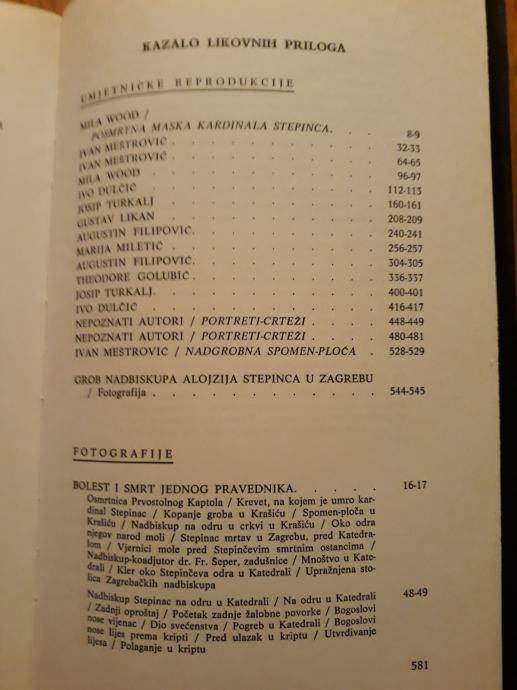 KAZALO LIKOVNIH PRILOGA
UMJETNIČKE REPRODUKCIJE
MILA WOOD /
POSMRTNA MASKA KARDINALA STEPINCA. . . 8-9
IVAN MEŠTROVIĆ . . . . . . . . 32-33
IVAN MEŠTROVIĆ . . . . . . . . 64-65
MILA WOOD . . . . . . . . 96-97
IVO DULČIĆ . . . . . . . . 112-113
JOSIP TURKALJ . . . . . . . . 160-161
GUSTAV LIKAN . . . . . . . . 208-209
AUGUSTIN FILIPOVIĆ. . . . . . . . 240-241
MARIJA MILETIĆ . . . . . . . . 256-257
AUGUSTIN FILIPOVIĆ. . . . . . . . 304-305
THEODORE GOLUBIĆ . . . . . . . . 336-337
JOSIP TURKALJ. . . . . . . . . 400-401
IVO DULČIĆ . . . . . . . . 416-417
NEPOZNATI AUTORI / PORTRETI-CRTEŽI . . . . 448-449
NEPOZNATI AUTORI / PORTRETI-CRTEŽI . . . . 480-481
IVAN MEŠTROVIĆ / NADGROBNA SPOMEN-PLOČA . 528-529
GROB NADBISKUPA ALOJZIJA STEPINCA U ZAGREBU
/ Fotografija . . . . . . . . . 544-545
FOTOGRAFIJE
BOLEST I SMRT JEDNOG PRAVEDNIKA. . . . . 16-17
Osmrtnica Prvostolnog Kaptola / Krevet, na kojem je umro kar-
dinal Stepinac / Kopanje groba u Krašiću / Spomen-ploča u
Krašiću / Nadbiskup na odru u crkvi u Krašiću / Oko odra
njegov narod moli / Stepinac mrtav u Zagrebu, pred Katedra-
lom / Vjernici mole pred Stepinčevim smrtnim ostancima /
Nadbiskup-koadjutor dr. Fr. Šeper, zadušnice / Mnoštvo u Kate-
drali / Kler oko Stepinčeva odra u Katedrali / Upražnjena sto-
lica Zagrebačkih nadbiskupa
Nadbiskup Stepinac na odru u Katedrali / Na odru u Katedrali 48-49
/ Zadnji oproštaj / Početak zadnje žalobne povorke / Bogoslovi
nose vijenac / Dio svećenstva / Pogreb u Katedrali / Bogoslovi
nose lijes prema kripti / Pred ulazak u kriptu / Utvrđivanje
lijesa / Polaganje u kriptu
581